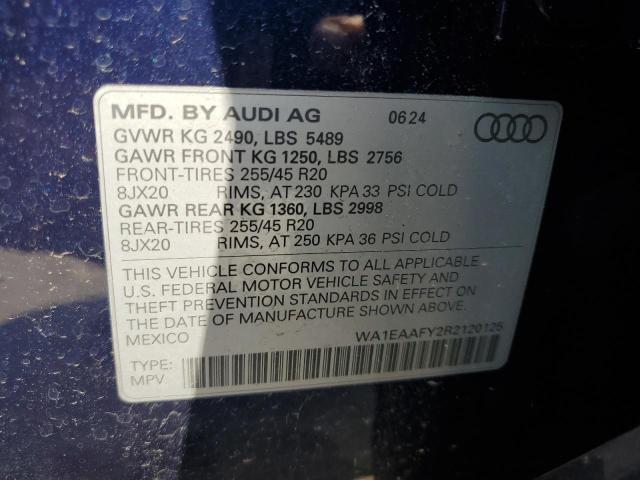 MFD. BY AUDI AG 06 24
GVWR KG 2490, LBS 5489
GAWR FRONT KG 1250, LBS 2756
FRONT-TIRES 255/45 R20
8JX20 RIMS, AT 230 KPA 33 PSI COLD
GAWR REAR KG 1360, LBS 2998
REAR-TIRES 255/45 R20
8JX20 RIMS, AT 250 KPA 36 PSI COLD
THIS VEHICLE CONFORMS TO ALL APPLICABLE
U.S. FEDERAL MOTOR VEHICLE SAFETY AND
THEFT PREVENTION STANDARDS IN EFFECT ON
THE DATE OF MANUFACTURE SHOWN ABOVE.
MEXICO WA1EAAFY2R2120125
TYPE:
MPV